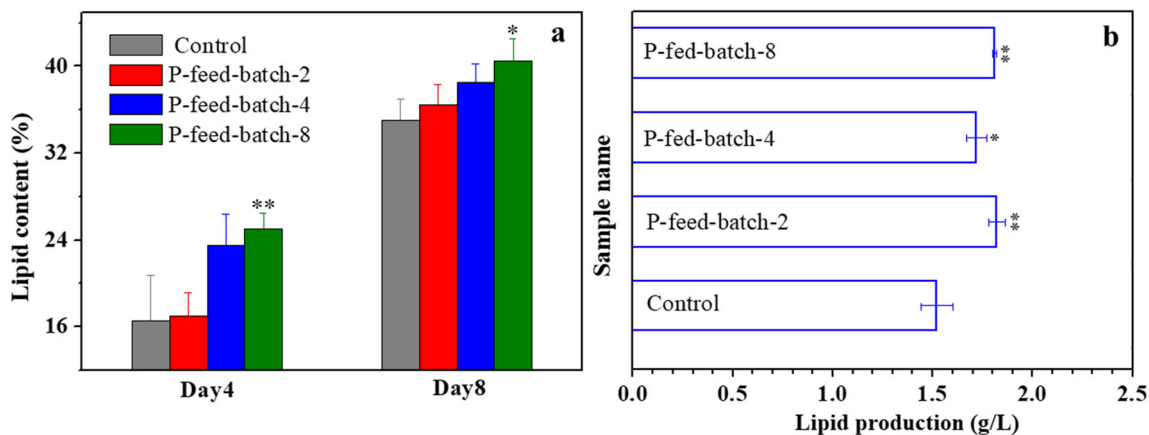 a
Control
P-feed-batch-2
P-feed-batch-4
P-feed-batch-8
Lipid content (%)
40
32
24
16
**
*
Day4
Day8
b
Sample name
P-fed-batch-8
**
P-fed-batch-4
*
P-feed-batch-2
**
Control
0.0
0.5
1.0
1.5
2.0
2.5
Lipid production (g/L)